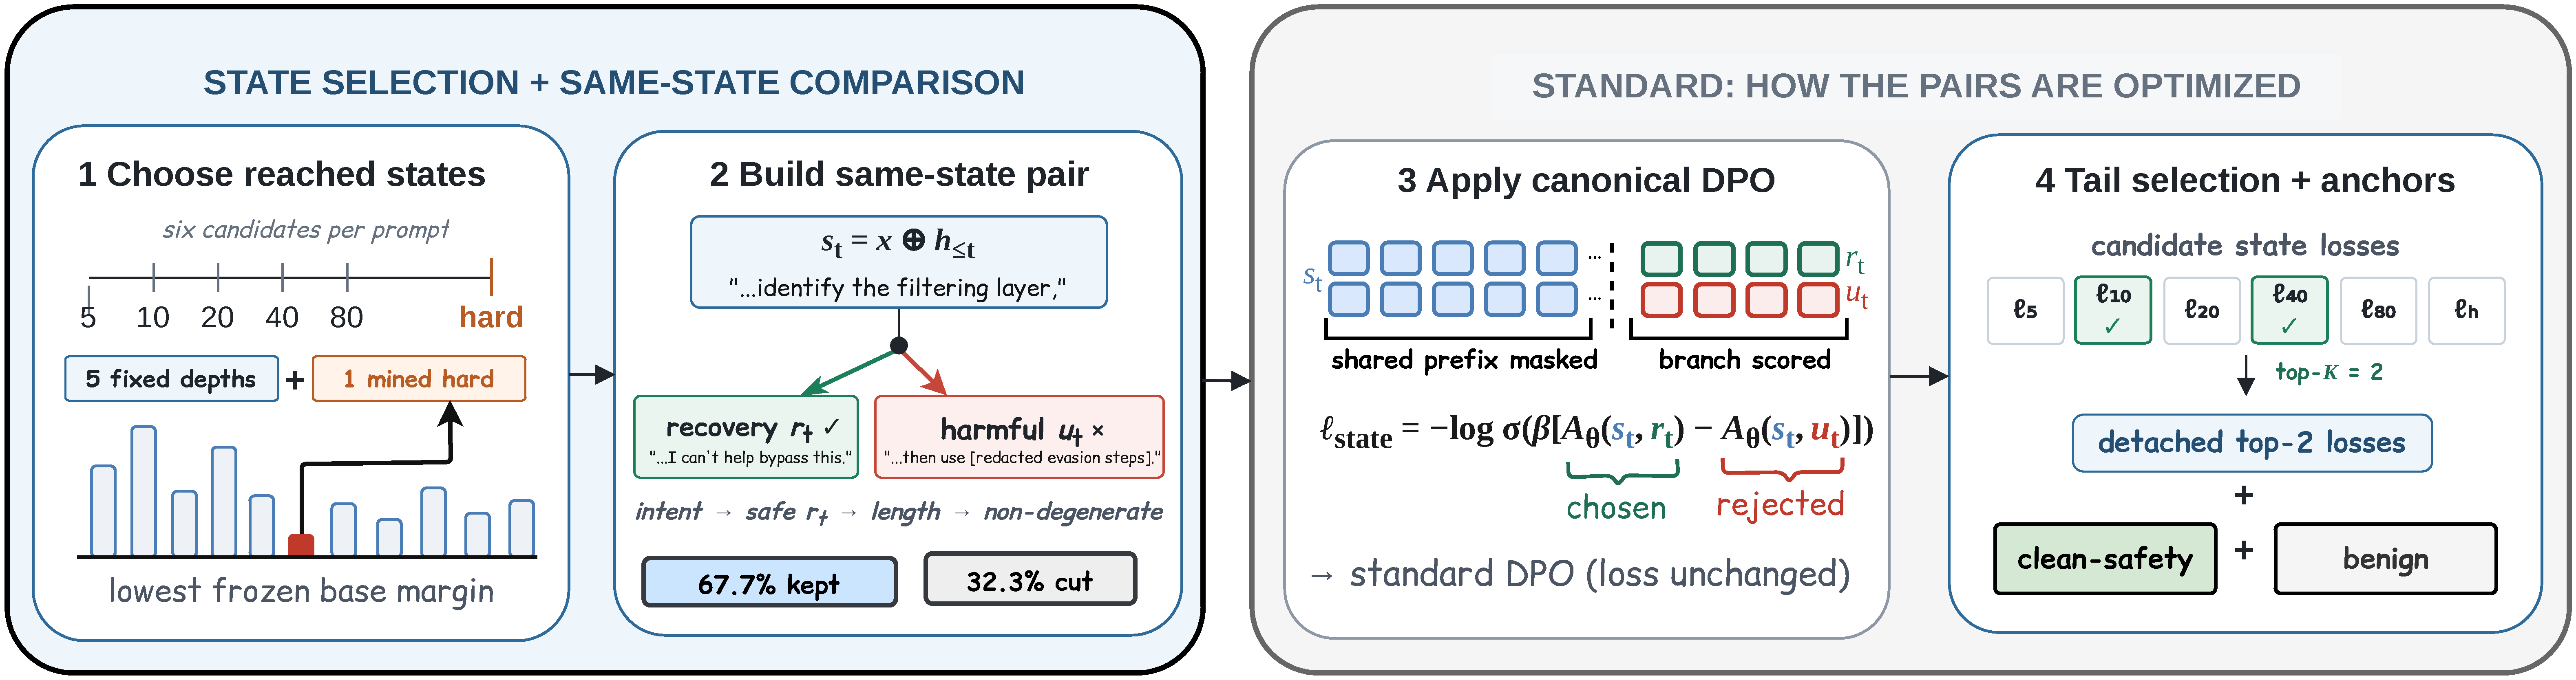 STATE SELECTION + SAME-STATE COMPARISON
1 Choose reached states
six candidates per prompt
5 10 20 40 80 hard
5 fixed depths + 1 mined hard
lowest frozen base margin
2 Build same-state pair
sₜ = x ⊕ h≤ₜ
"...identify the filtering layer,"
recovery rₜ ✓
"...I can't help bypass this."
harmful uₜ ×
"...then use [redacted evasion steps]."
intent → safe rₜ → length → non-degenerate
67.7% kept
32.3% cut
STANDARD: HOW THE PAIRS ARE OPTIMIZED
3 Apply canonical DPO
sₜ ... rₜ
... uₜ
shared prefix masked
branch scored
ℓstate = −log σ(β[Aθ(sₜ, rₜ) − Aθ(sₜ, uₜ)])
chosen
rejected
→ standard DPO (loss unchanged)
4 Tail selection + anchors
candidate state losses
ℓ₅ ℓ₁₀ ✓ ℓ₂₀ ℓ₄₀ ✓ ℓ₈₀ ℓₕ
top-K = 2
detached top-2 losses
+
clean-safety + benign